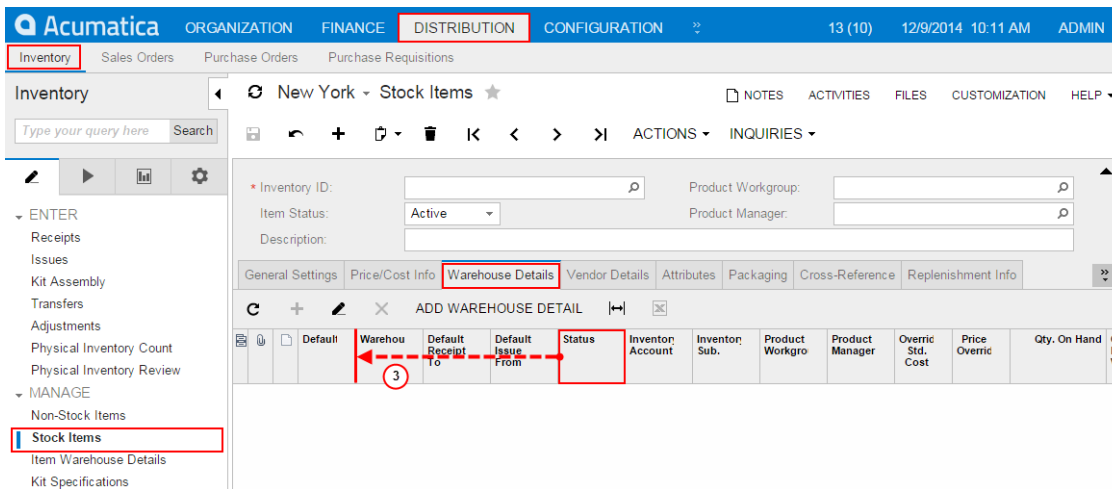 Acumatica ORGANIZATION FINANCE DISTRIBUTION CONFIGURATION 13 (10) 12/9/2014 10:11 AM ADMIN
Inventory Sales Orders Purchase Orders Purchase Requisitions
Inventory New York - Stock Items NOTES ACTIVITIES FILES CUSTOMIZATION HELP
Type your query here Search ACTIONS INQUIRIES
* Inventory ID: Product Workgroup:
Item Status: Active Product Manager:
Description:
ENTER
Receipts
Issues
Kit Assembly
Transfers
Adjustments
Physical Inventory Count
Physical Inventory Review
MANAGE
Non-Stock Items
Stock Items
Item Warehouse Details
Kit Specifications
General Settings Price/Cost Info Warehouse Details Vendor Details Attributes Packaging Cross-Reference Replenishment Info
ADD WAREHOUSE DETAIL
Default Warehou Default Default Status Inventor Inventor Product Product Overrid Price Qty. On Hand
Receipt Issue Account Sub. Workgro Manager Std. Overrid
To From Cost
3